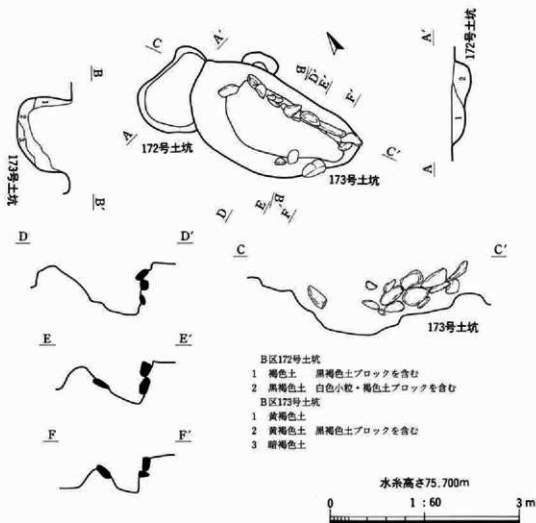 C
A'
B
D'
E'
F'
A
172号土坑
C'
173号土坑
D
E
B'
F
A'
172号土坑
2
1
A
B
1
2
3
173号土坑
B'
D
D'
E
E'
F
F'
C
C'
173号土坑
B区172号土坑
1 褐色土 黒褐色土ブロックを含む
2 黒褐色土 白色小粒・褐色土ブロックを含む
B区173号土坑
1 黄褐色土
2 黄褐色土 黒褐色土ブロックを含む
3 暗褐色土
水糸高さ75.700m
0 1:60 3m